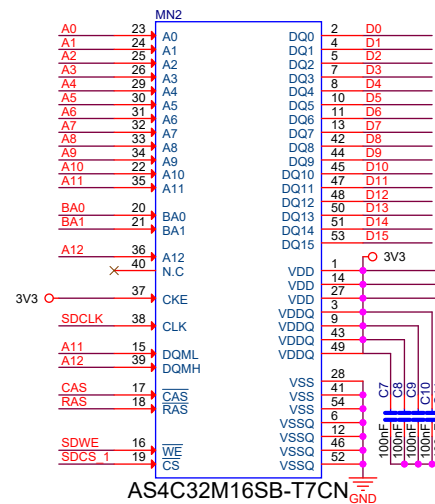 MN2
A0 23 A0 DQ0 2 D0
A1 24 A1 DQ1 4 D1
A2 25 A2 DQ2 5 D2
A3 26 A3 DQ3 7 D3
A4 29 A4 DQ4 8 D4
A5 30 A5 DQ5 10 D5
A6 31 A6 DQ6 11 D6
A7 32 A7 DQ7 13 D7
A8 33 A8 DQ8 42 D8
A9 34 A9 DQ9 44 D9
A10 22 A10 DQ10 45 D10
A11 35 A11 DQ11 47 D11
DQ12 48 D12
BA0 20 BA0 DQ13 50 D13
BA1 21 BA1 DQ14 51 D14
DQ15 53 D15
A12 36 A12
40 N.C VDD 1 3V3
VDD 14
3V3 37 CKE VDD 27
VDDQ 3
SDCLK 38 CLK VDDQ 9
VDDQ 43
A11 15 DQML VDDQ 49
A12 39 DQMH
VSS 28
CAS 17 CAS VSS 41
RAS 18 RAS VSS 54
VSSQ 6
VSSQ 12
SDWE 16 WE VSSQ 46
SDCS_1 19 CS VSSQ 52
C7 C8 C9 C10
100nF 100nF 100nF 100nF
AS4C32M16SB-T7CN
GND